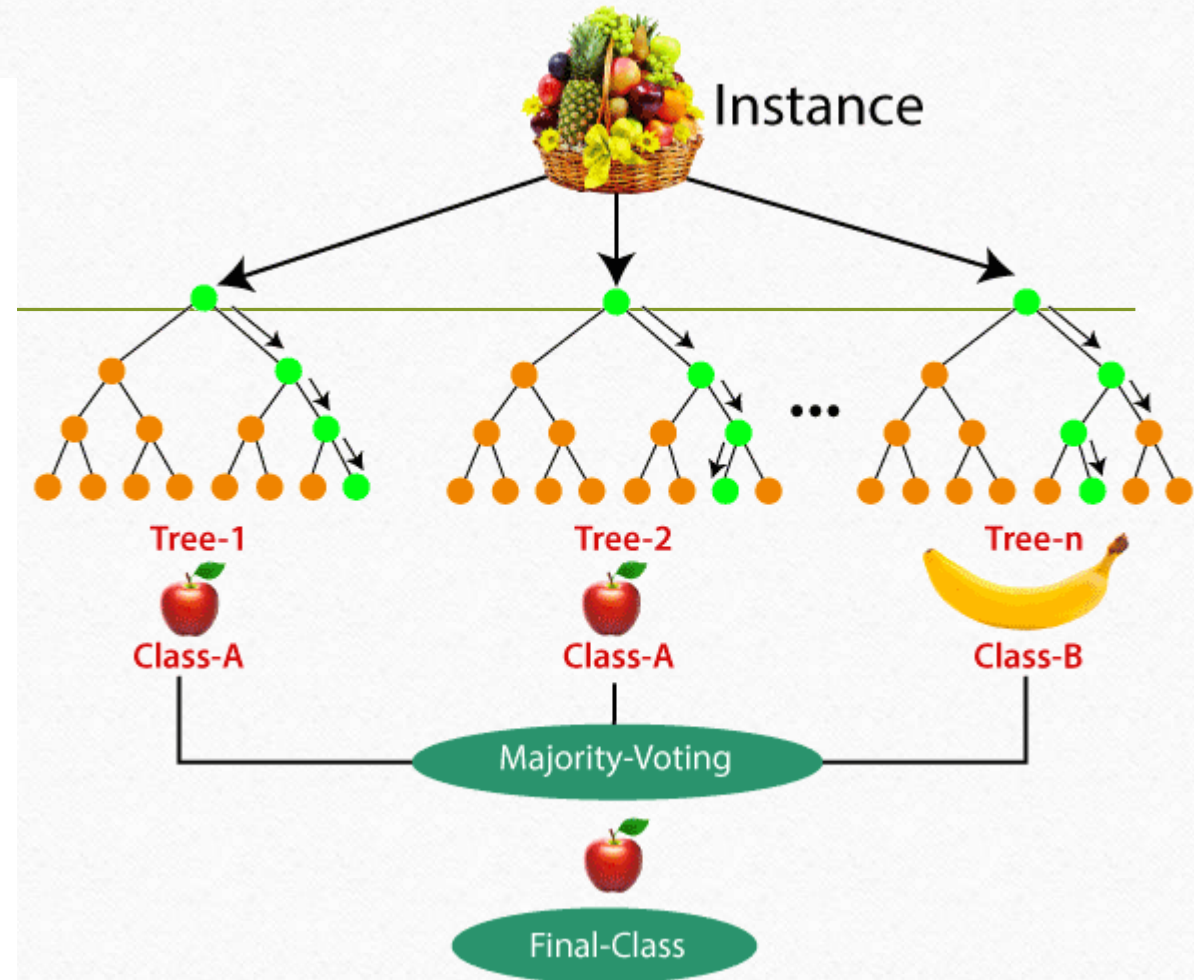 Instance
Tree-1
Tree-2
Tree-n
Class-A
Class-A
Class-B
Majority-Voting
Final-Class